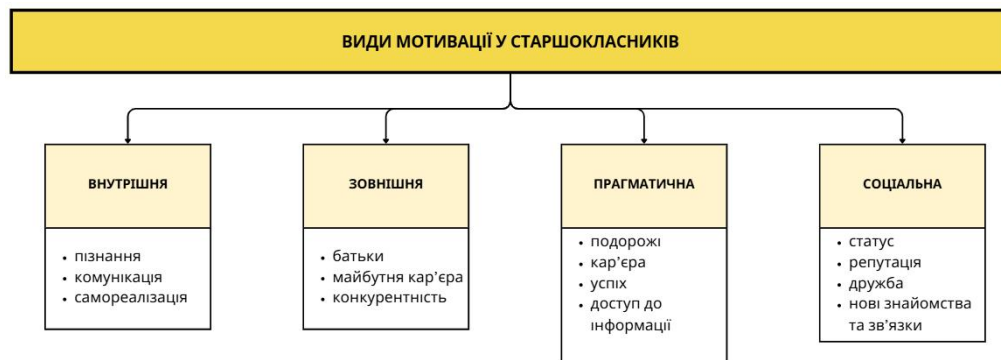 ВИДИ МОТИВАЦІЇ У СТАРШОКЛАСНИКІВ
ВНУТРІШНЯ
• пізнання
• комунікація
• самореалізація
ЗОВНІШНЯ
• батьки
• майбутня кар’єра
• конкурентність
ПРАГМАТИЧНА
• подорожі
• кар’єра
• успіх
• доступ до
інформації
СОЦІАЛЬНА
• статус
• репутація
• дружба
• нові знайомства
та зв’язки